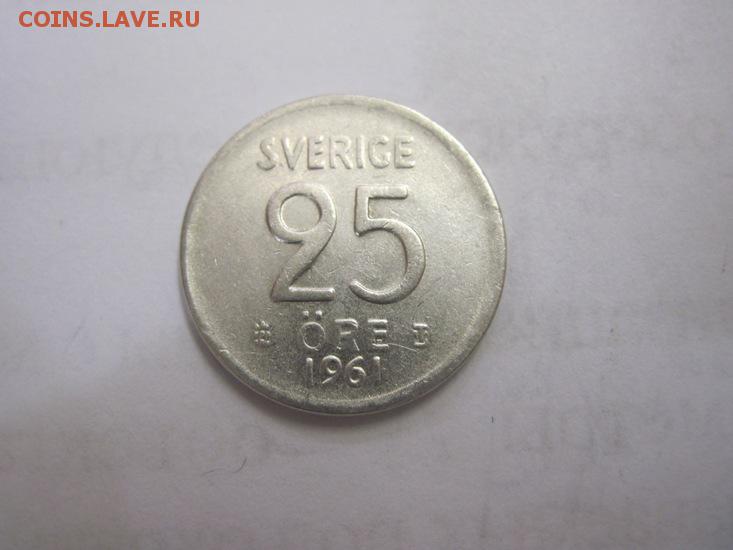 COINS.LAVE.RU
SVERIGE
25
ÖRE
1961